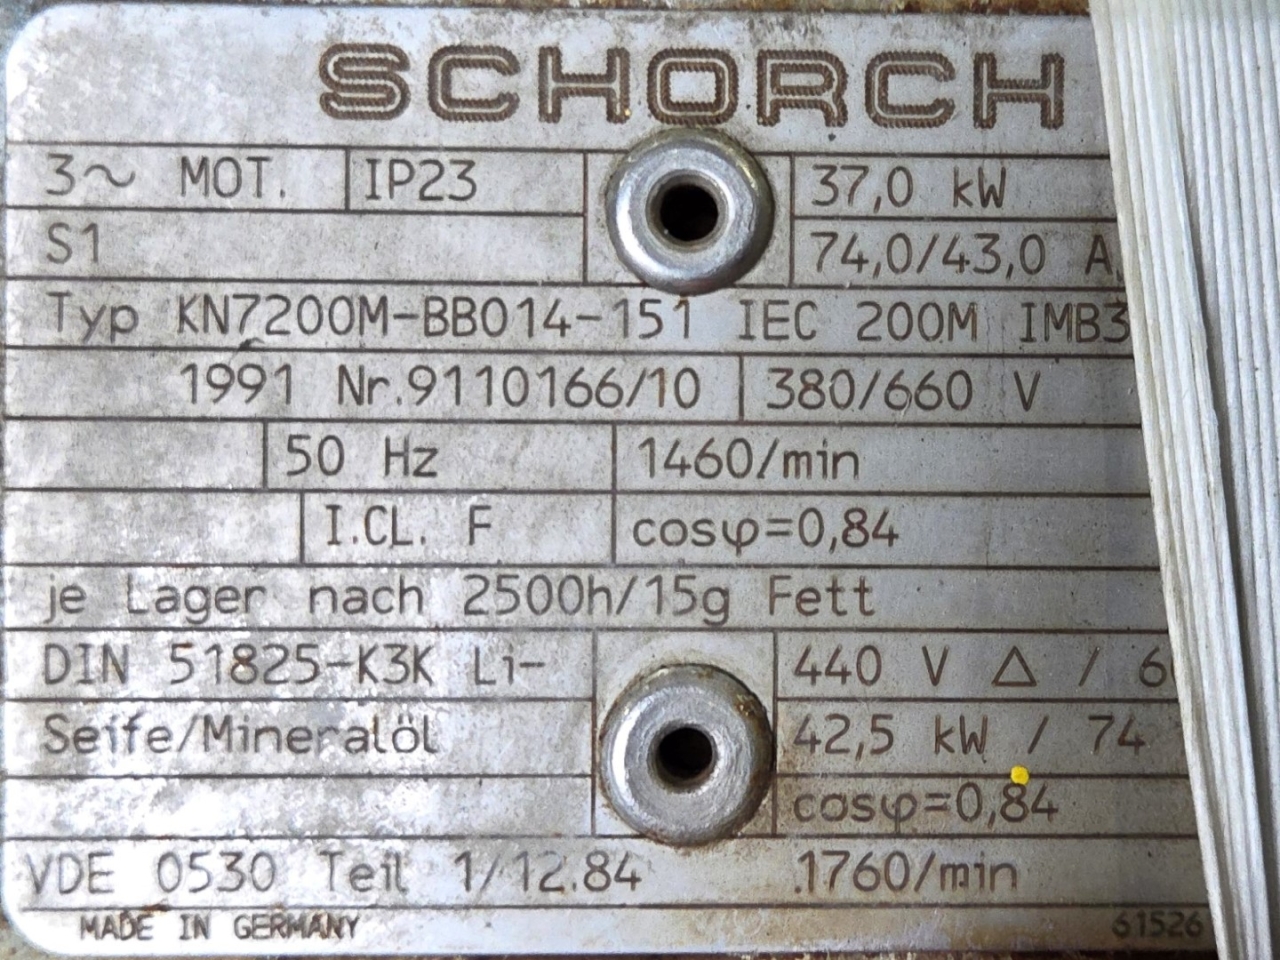 SCHORCH
3~ MOT. IP23 37,0 kW
S1 74,0/43,0 A
Typ KN7200M-BB014-151 IEC 200M IMB3
1991 Nr.9110166/10 380/660 V
50 Hz 1460/min
I.CL. F cosφ=0,84
je Lager nach 2500h/15g Fett
DIN 51825-K3K Li- 440 V △ / 6
Seife/Mineralöl 42,5 kW / 74
cosφ=0,84
VDE 0530 Teil 1/12.84 1760/min
MADE IN GERMANY 61526